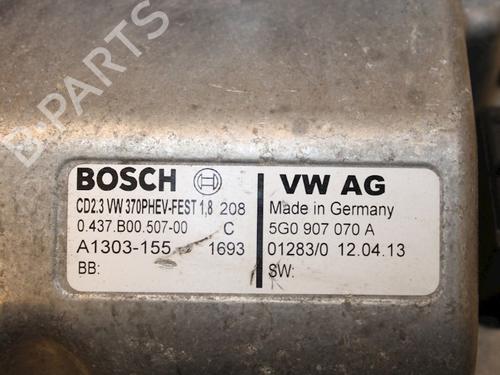 B-PARTS
BOSCH
CD2.3 VW 370PHEV-FEST 1,8 208
0.437.B00.507-00 C
A1303-155 1693
BB:
VW AG
Made in Germany
5G0 907 070 A
01283/0 12.04.13
SW: